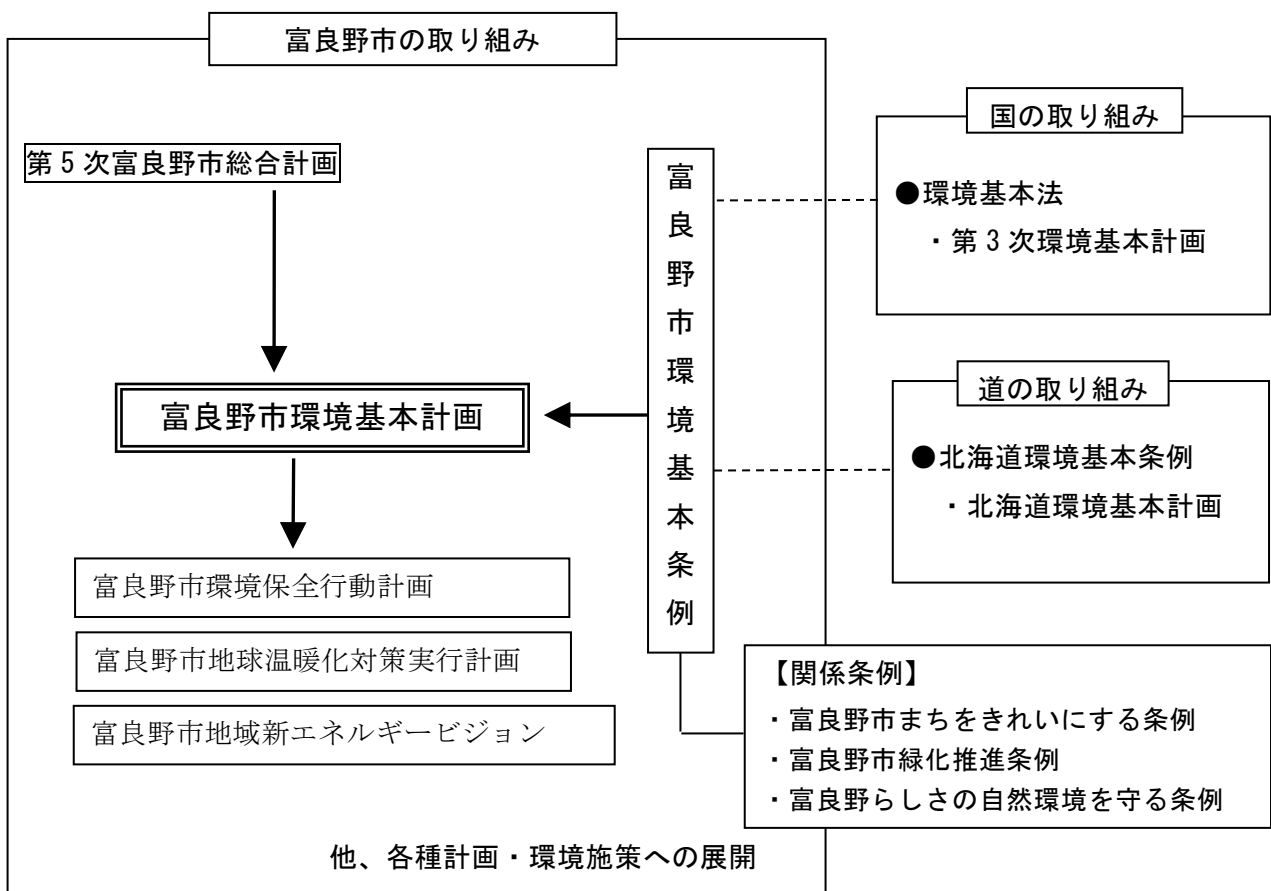 富良野市の取り組み
第5次富良野市総合計画
富良野市環境基本計画
富良野市環境保全行動計画
富良野市地球温暖化対策実行計画
富良野市地域新エネルギービジョン
他、各種計画・環境施策への展開
富良野市環境基本条例
国の取り組み
●環境基本法
・第3次環境基本計画
道の取り組み
●北海道環境基本条例
・北海道環境基本計画
【関係条例】
・富良野市まちをきれいにする条例
・富良野市緑化推進条例
・富良野らしさの自然環境を守る条例